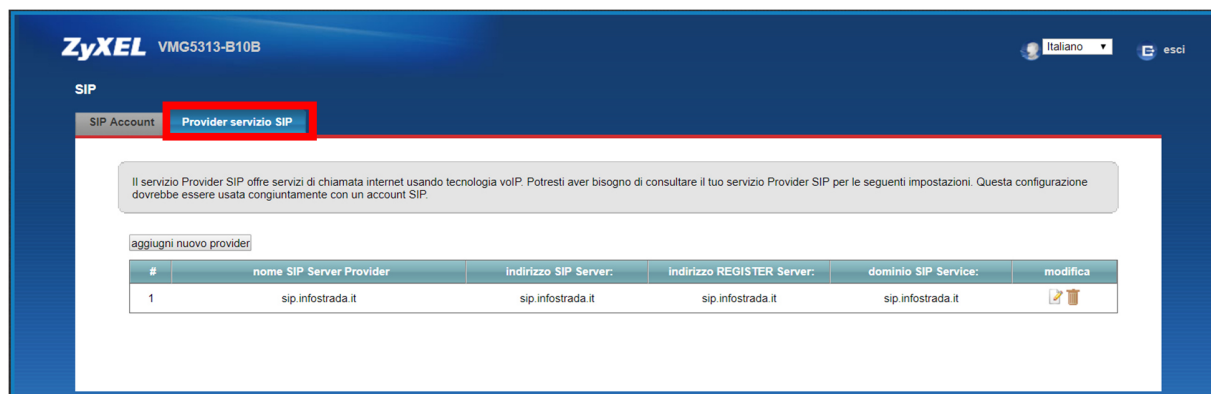 ZyXEL VMG5313-B10B
Italiano
esci
SIP
SIP Account
Provider servizio SIP
Il servizio Provider SIP offre servizi di chiamata internet usando tecnologia voIP. Potresti aver bisogno di consultare il tuo servizio Provider SIP per le seguenti impostazioni. Questa configurazione
dovrebbe essere usata congiuntamente con un account SIP.
aggiugni nuovo provider
# nome SIP Server Provider indirizzo SIP Server: indirizzo REGISTER Server: dominio SIP Service: modifica
1 sip.infostrada.it sip.infostrada.it sip.infostrada.it sip.infostrada.it